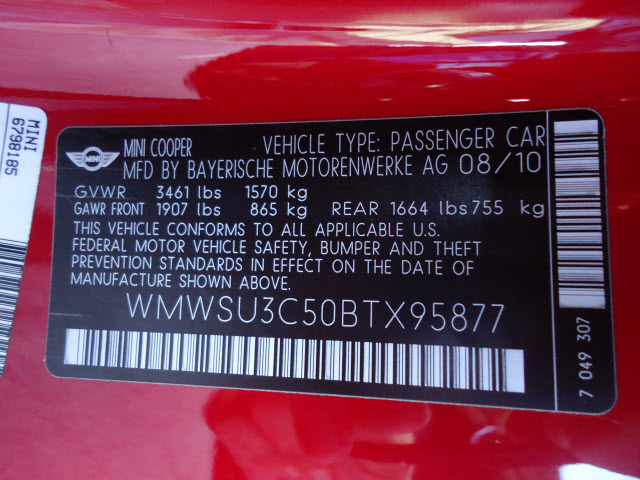 MINI
6798185
MINI
MINI COOPER VEHICLE TYPE: PASSENGER CAR
MFD BY BAYERISCHE MOTORENWERKE AG 08/10
GVWR 3461 lbs 1570 kg
GAWR FRONT 1907 lbs 865 kg REAR 1664 lbs 755 kg
THIS VEHICLE CONFORMS TO ALL APPLICABLE U.S.
FEDERAL MOTOR VEHICLE SAFETY, BUMPER AND THEFT
PREVENTION STANDARDS IN EFFECT ON THE DATE OF
MANUFACTURE SHOWN ABOVE.
WMWSU3C50BTX95877
7 049 307